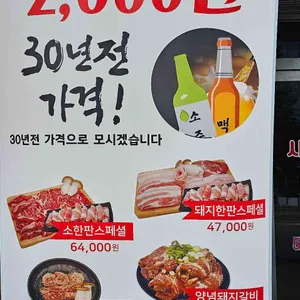 2,000원
30년전
가격!
소주
맥
30년전 가격으로 모시겠습니다
소한판스페셜
64,000원
돼지한판스페셜
47,000원
양념돼지갈비